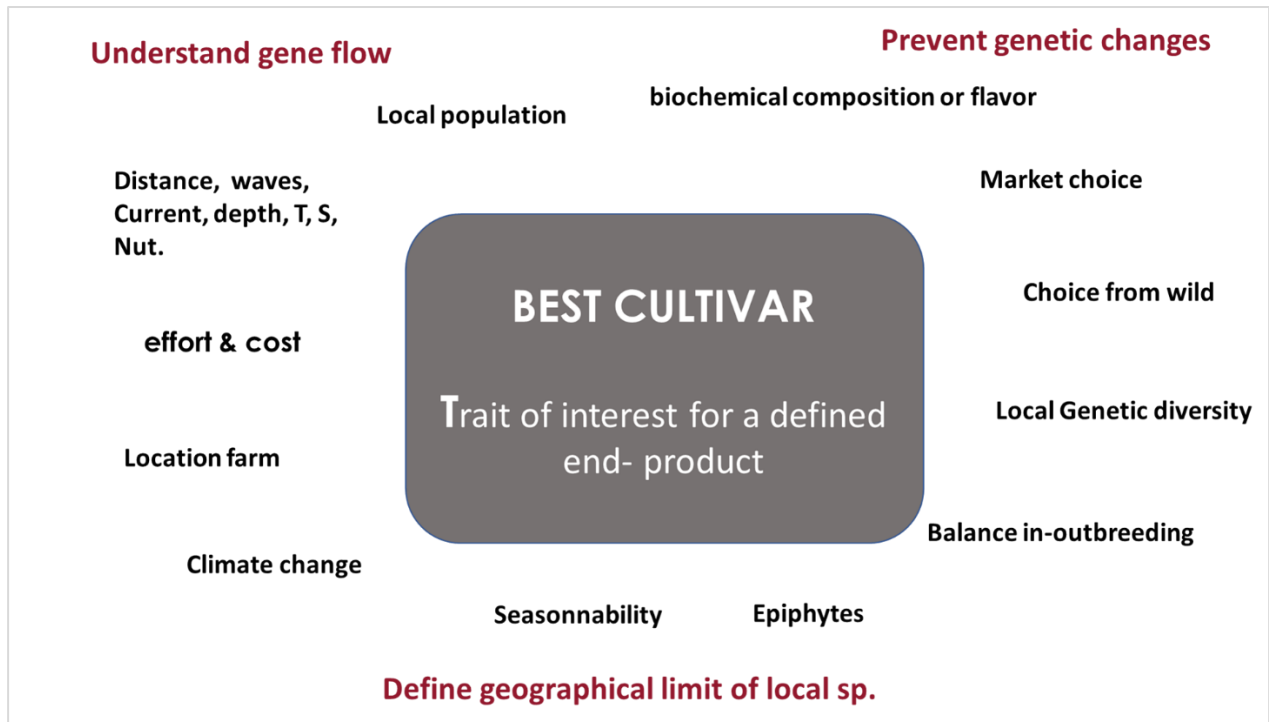 Understand gene flow
Prevent genetic changes
Local population
biochemical composition or flavor
Distance, waves,
Current, depth, T, S,
Nut.
Market choice
BEST CULTIVAR
Choice from wild
effort & cost
Trait of interest for a defined
end- product
Local Genetic diversity
Location farm
Balance in-outbreeding
Climate change
Seasonnability
Epiphytes
Define geographical limit of local sp.